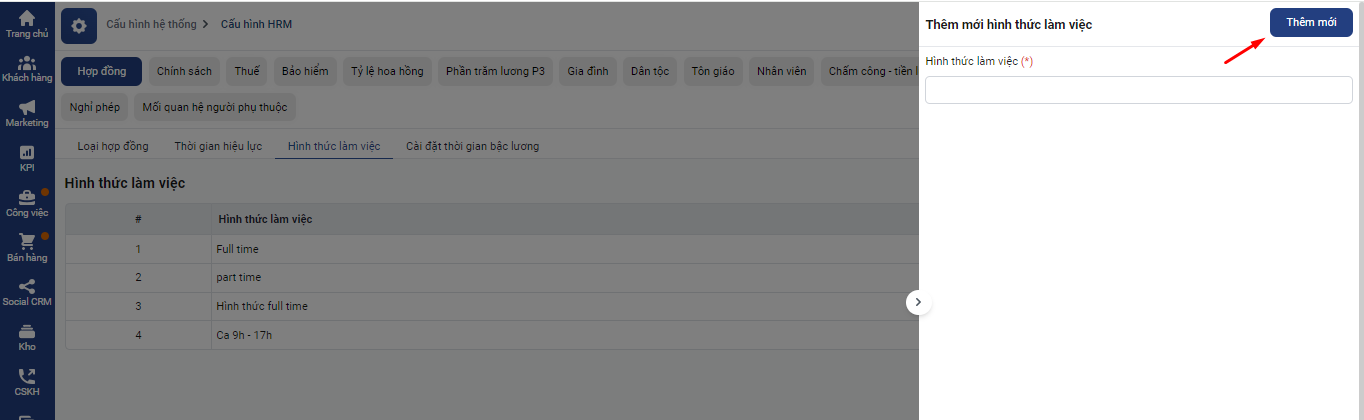 Trang chủ
Khách hàng
Marketing
KPI
Công việc
Bán hàng
Social CRM
Kho
CSKH
Cấu hình hệ thống > Cấu hình HRM
Hợp đồng Chính sách Thuế Bảo hiểm Tỷ lệ hoa hồng Phần trăm lương P3 Gia đình Dân tộc Tôn giáo Nhân viên Chấm công - tiền l
Nghỉ phép Mối quan hệ người phụ thuộc
Loại hợp đồng Thời gian hiệu lực Hình thức làm việc Cài đặt thời gian bậc lương
Hình thức làm việc
# Hình thức làm việc
1 Full time
2 part time
3 Hình thức full time
4 Ca 9h - 17h
Thêm mới hình thức làm việc Thêm mới
Hình thức làm việc (*)